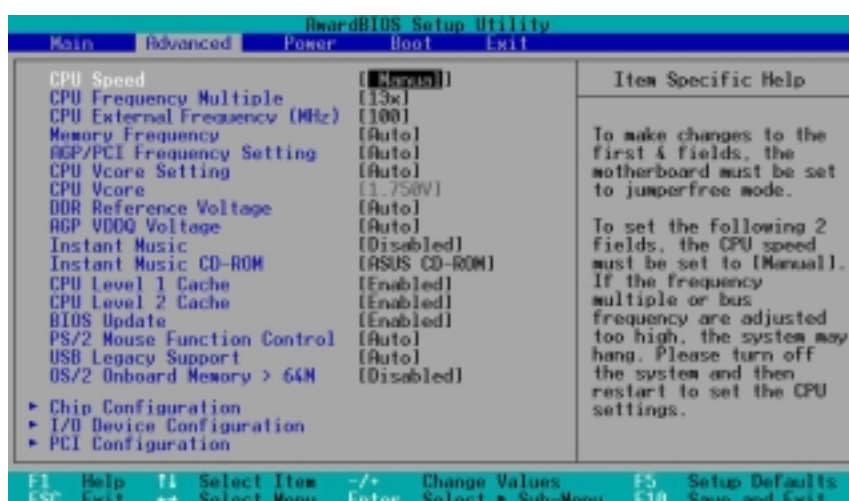 AwardBIOS Setup Utility
Main Advanced Power Boot Exit
CPU Speed [ Manual]
CPU Frequency Multiple [13x]
CPU External Frequency (MHz) [100]
Memory Frequency [Auto]
AGP/PCI Frequency Setting [Auto]
CPU Vcore Setting [Auto]
CPU Vcore [1.750V]
DDR Reference Voltage [Auto]
AGP VDDQ Voltage [Auto]
Instant Music [Disabled]
Instant Music CD-ROM [ASUS CD-ROM]
CPU Level 1 Cache [Enabled]
CPU Level 2 Cache [Enabled]
BIOS Update [Enabled]
PS/2 Mouse Function Control [Auto]
USB Legacy Support [Auto]
OS/2 Onboard Memory > 64M [Disabled]
► Chip Configuration
► I/O Device Configuration
► PCI Configuration
Item Specific Help
To make changes to the
first 4 fields, the
motherboard must be set
to jumperfree mode.
To set the following 2
fields, the CPU speed
must be set to [Manual].
If the frequency
multiple or bus
frequency are adjusted
too high, the system may
hang. Please turn off
the system and then
restart to set the CPU
settings.
F1 Help ↑↓ Select Item -/+ Change Values F5 Setup Defaults
ESC Exit ↔ Select Menu Enter Select ► Sub-Menu F10 Save and Exit